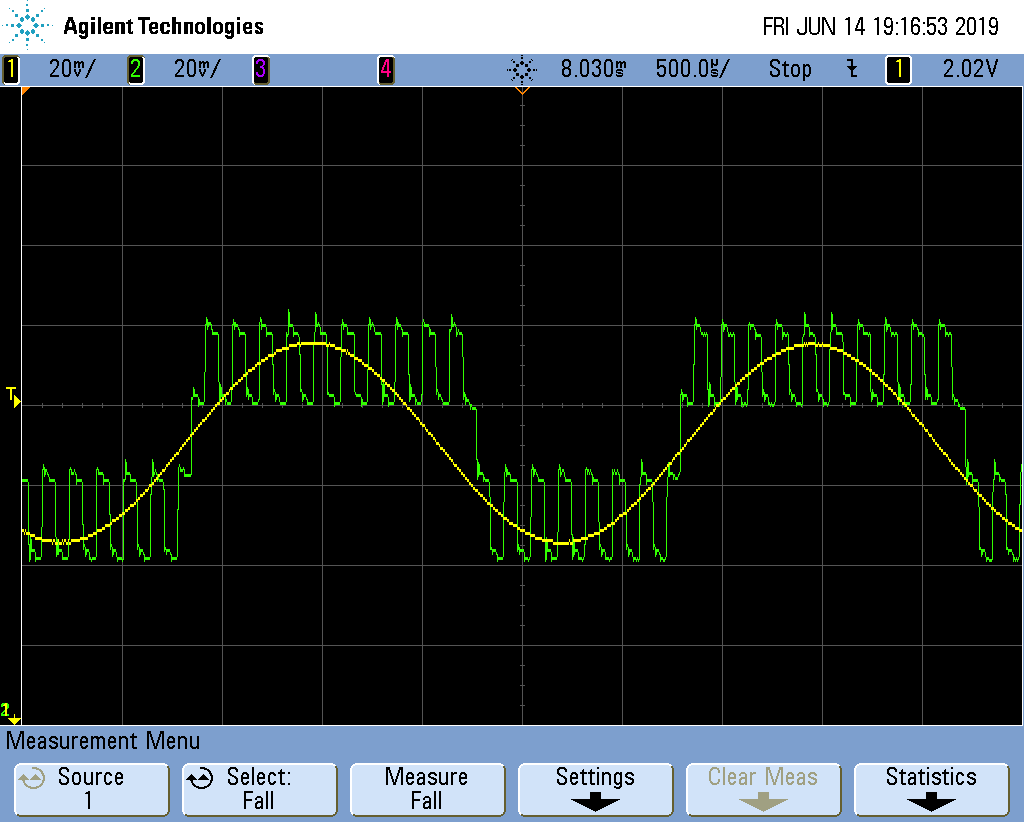 Agilent Technologies FRI JUN 14 19:16:53 2019
1 20mV/ 2 20mV/ 3 4 8.030ms 500.0µs/ Stop 1 2.02V
T
Measurement Menu
Source Select: Measure Settings Clear Meas Statistics
1 Fall Fall